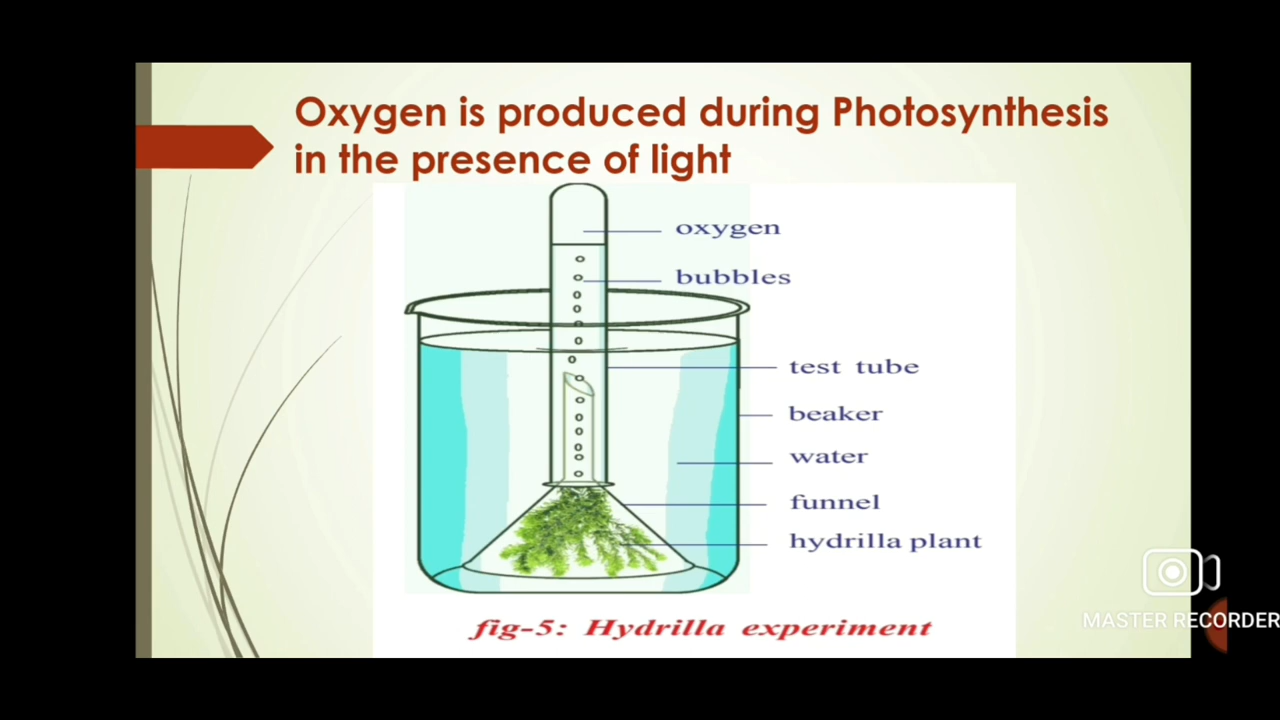 Oxygen is produced during Photosynthesis
in the presence of light
oxygen
bubbles
test tube
beaker
water
funnel
hydrilla plant
fig-5: Hydrilla experiment
MASTER RECORDER